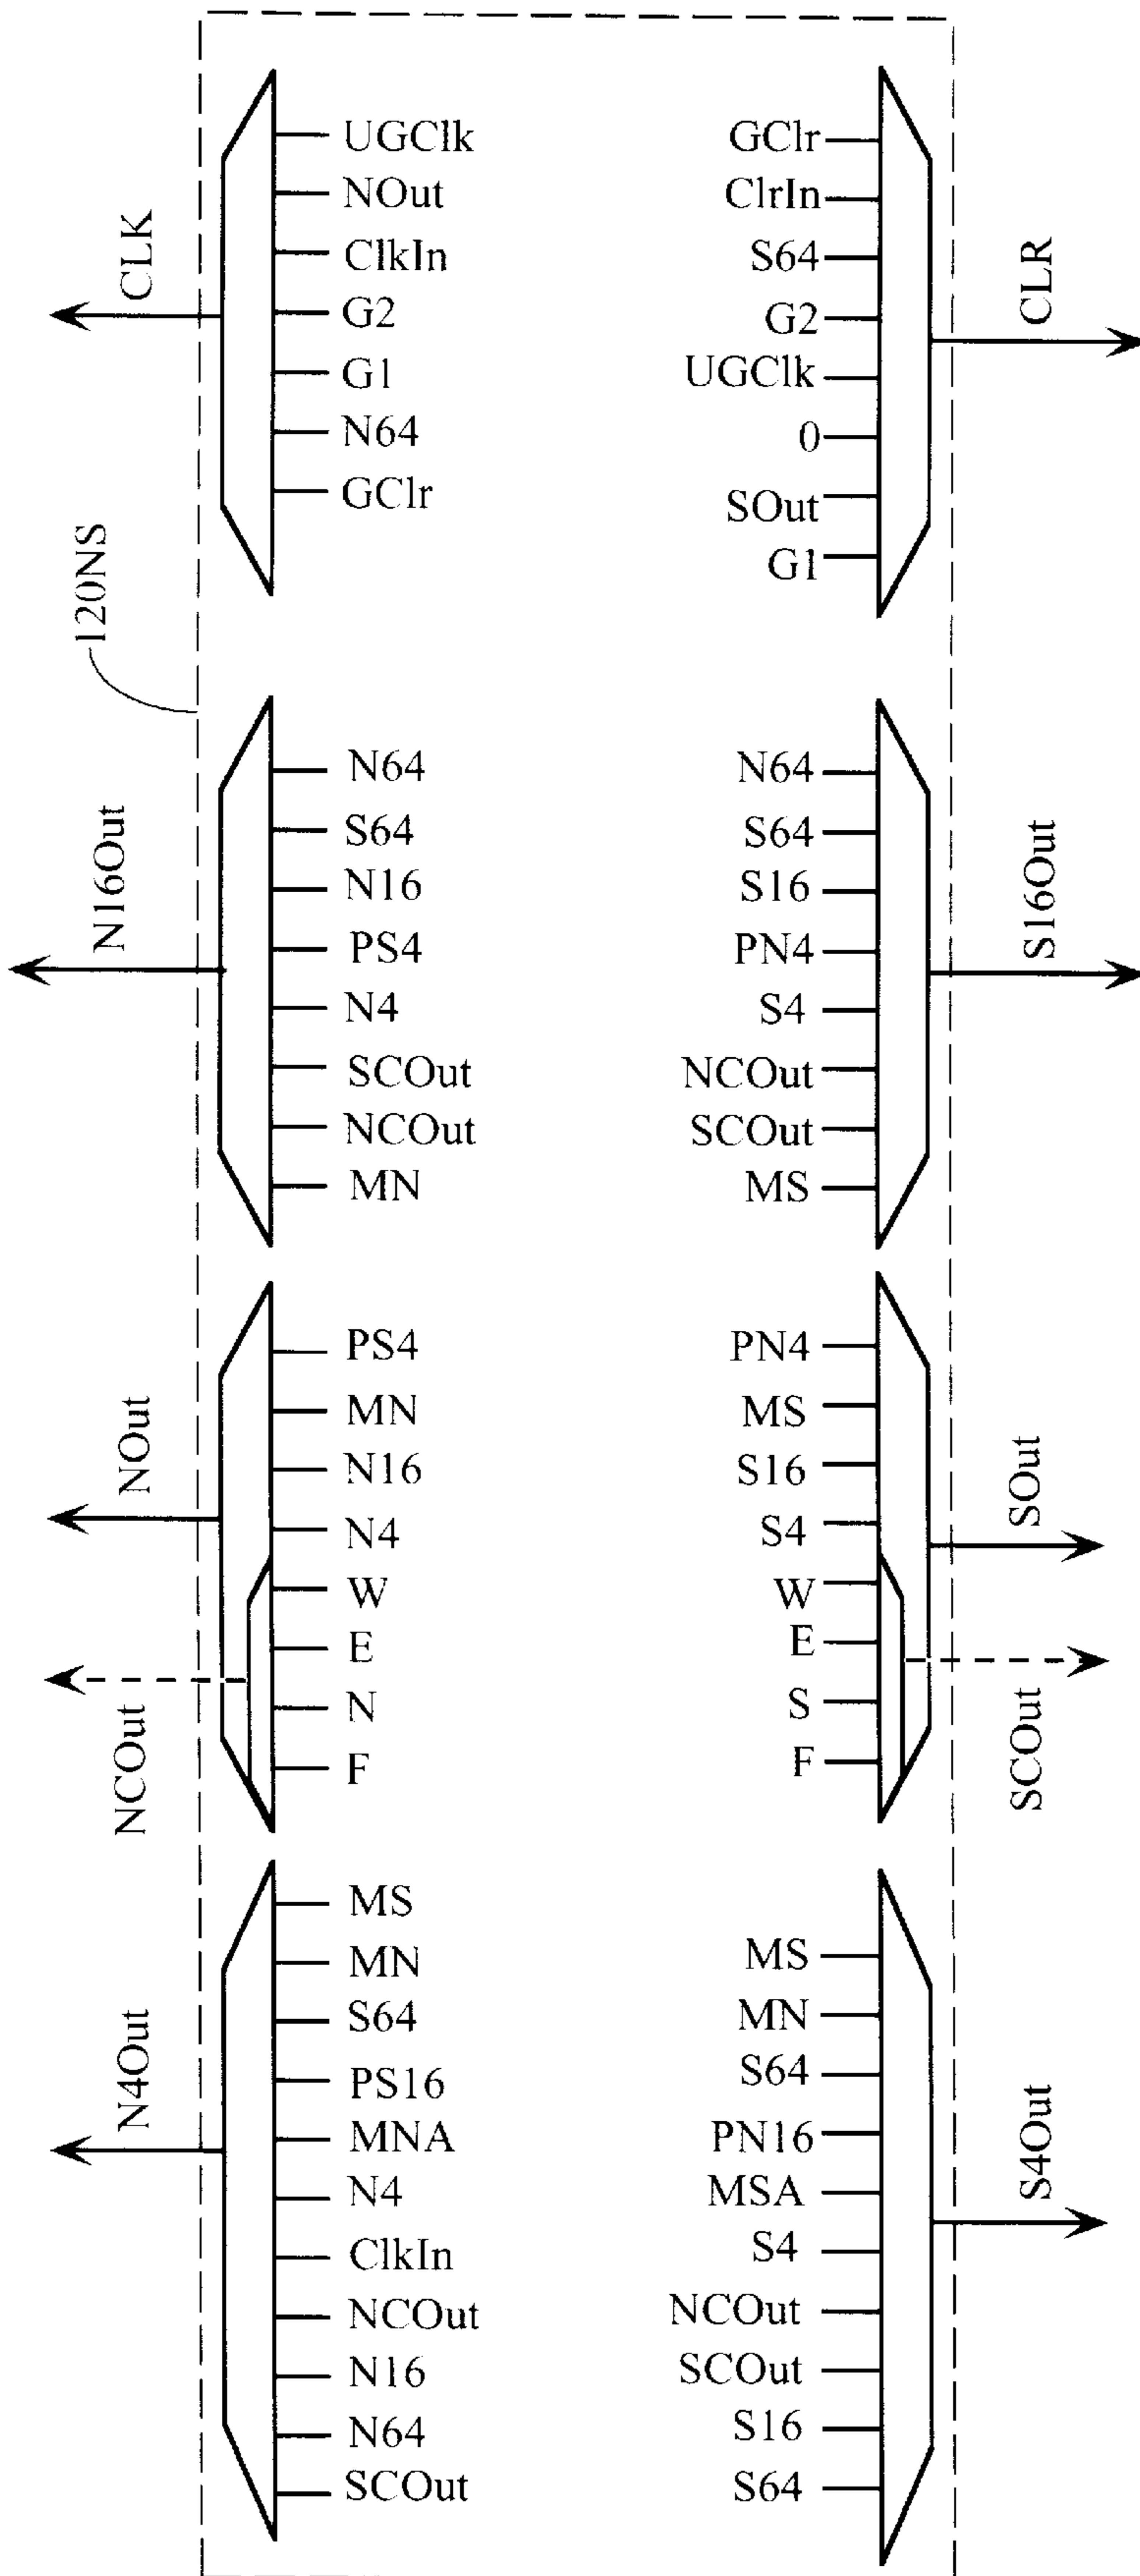 CLK
UGClk
NOut
ClkIn
G2
G1
N64
GClr
GClr
ClrIn
S64
G2
UGClk
0
SOut
G1
CLR
120NS
N16Out
N64
S64
N16
PS4
N4
SCOut
NCOut
MN
N64
S64
S16
PN4
S4
NCOut
SCOut
MS
S16Out
NOut
NCOut
PS4
MN
N16
N4
W
E
N
F
PN4
MS
S16
S4
W
E
S
F
SOut
SCOut
N4Out
MS
MN
S64
PS16
MNA
N4
ClkIn
NCOut
N16
N64
SCOut
MS
MN
S64
PN16
MSA
S4
NCOut
SCOut
S16
S64
S4Out